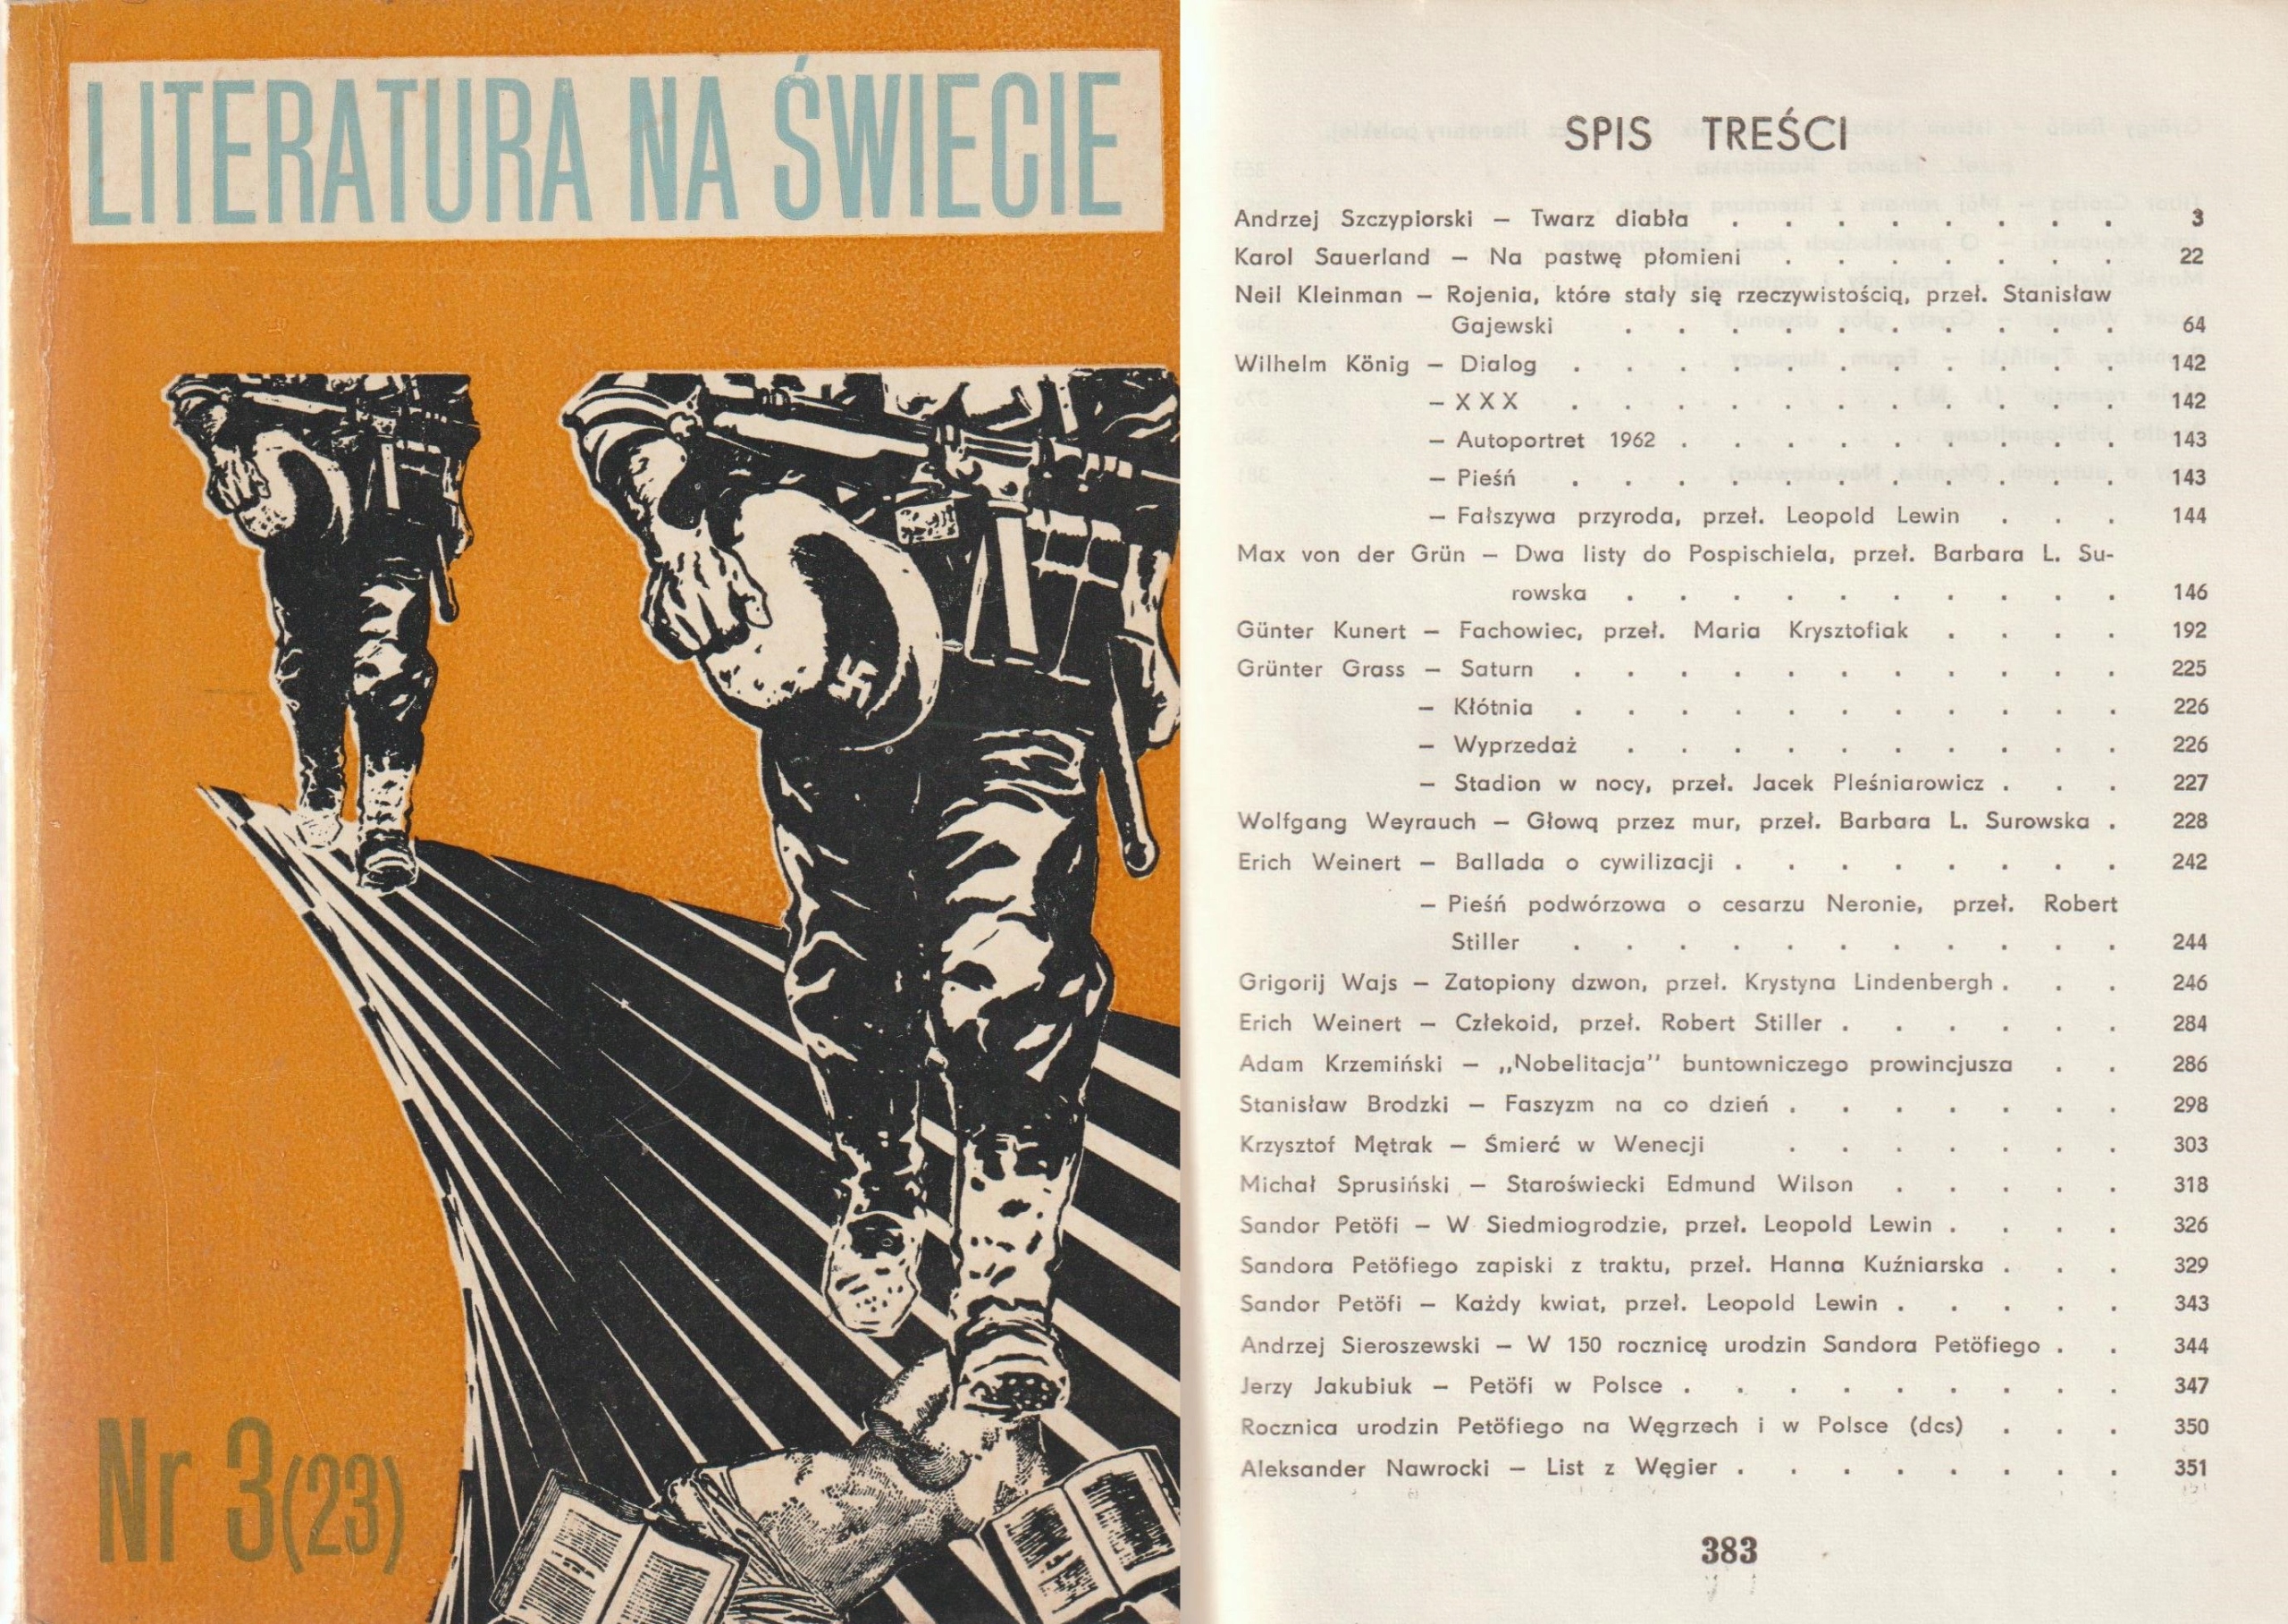 LITERATURA NA ŚWIECIE
Nr 3(23)
SPIS TREŚCI
Andrzej Szczypiorski – Twarz diabła . . . . . . . . 3
Karol Sauerland – Na pastwę płomieni . . . . . . . 22
Neil Kleinman – Rojenia, które stały się rzeczywistością, przeł. Stanisław
Gajewski . . . . . . . . . . 64
Wilhelm König – Dialog . . . . . . . . . . . 142
– X X X . . . . . . . . . . . 142
– Autoportret 1962 . . . . . . . . . 143
– Pieśń . . . . . . . . . . . 143
– Fałszywa przyroda, przeł. Leopold Lewin . . . 144
Max von der Grün – Dwa listy do Pospischiela, przeł. Barbara L. Su-
rowska . . . . . . . . . . 146
Günter Kunert – Fachowiec, przeł. Maria Krysztofiak . . . . 192
Grünter Grass – Saturn . . . . . . . . . . . 225
– Kłótnia . . . . . . . . . . . 226
– Wyprzedaż . . . . . . . . . . 226
– Stadion w nocy, przeł. Jacek Pleśniarowicz . . . 227
Wolfgang Weyrauch – Głową przez mur, przeł. Barbara L. Surowska . 228
Erich Weinert – Ballada o cywilizacji . . . . . . . . 242
– Pieśń podwórzowa o cesarzu Neronie, przeł. Robert
Stiller . . . . . . . . . . . 244
Grigorij Wajs – Zatopiony dzwon, przeł. Krystyna Lindenbergh . . . 246
Erich Weinert – Człekoid, przeł. Robert Stiller . . . . . . 284
Adam Krzemiński – „Nobelitacja” buntowniczego prowincjusza . . 286
Stanisław Brodzki – Faszyzm na co dzień . . . . . . . 298
Krzysztof Mętrak – Śmierć w Wenecji . . . . . . . 303
Michał Sprusiński – Staroświecki Edmund Wilson . . . . . 318
Sandor Petöfi – W Siedmiogrodzie, przeł. Leopold Lewin . . . . 326
Sandora Petöfiego zapiski z traktu, przeł. Hanna Kuźniarska . . . 329
Sandor Petöfi – Każdy kwiat, przeł. Leopold Lewin . . . . . 343
Andrzej Sieroszewski – W 150 rocznicę urodzin Sandora Petöfiego . . 344
Jerzy Jakubiuk – Petöfi w Polsce . . . . . . . . . 347
Rocznica urodzin Petöfiego na Węgrzech i w Polsce (dcs) . . . 350
Aleksander Nawrocki – List z Węgier . . . . . . . . 351
383